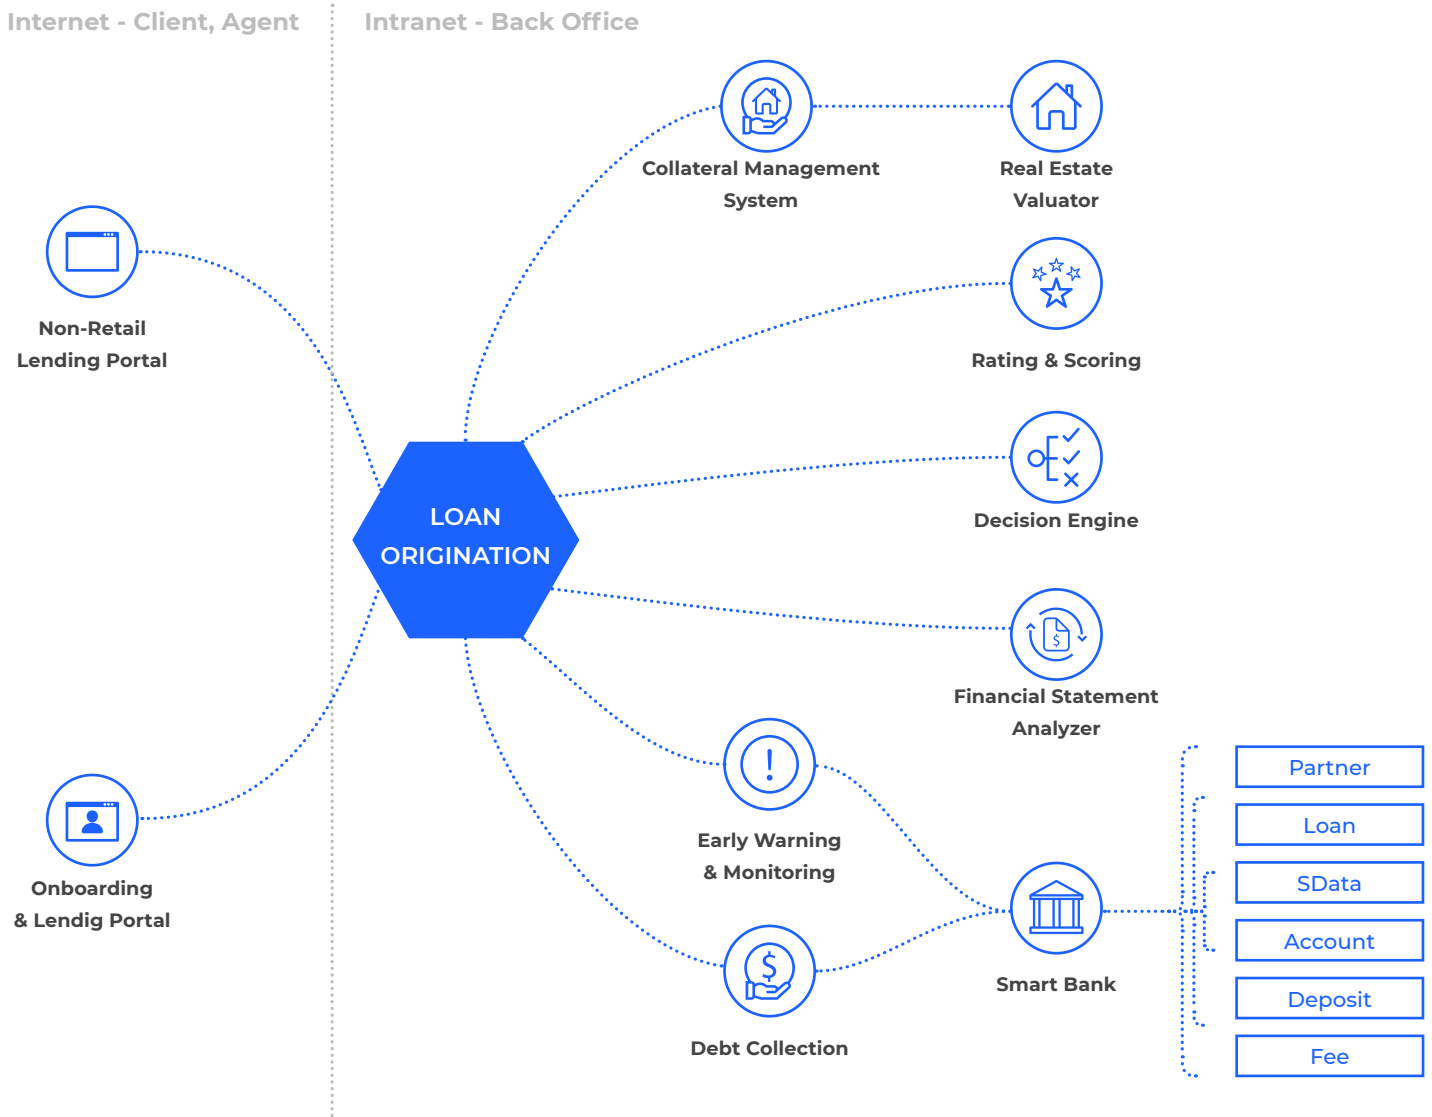 Internet - Client, Agent
Intranet - Back Office
Collateral Management
System
Real Estate
Valuator
Non-Retail
Lending Portal
Rating & Scoring
LOAN
ORIGINATION
Decision Engine
Financial Statement
Analyzer
Early Warning
& Monitoring
Onboarding
& Lendig Portal
Debt Collection
Smart Bank
Partner
Loan
SData
Account
Deposit
Fee